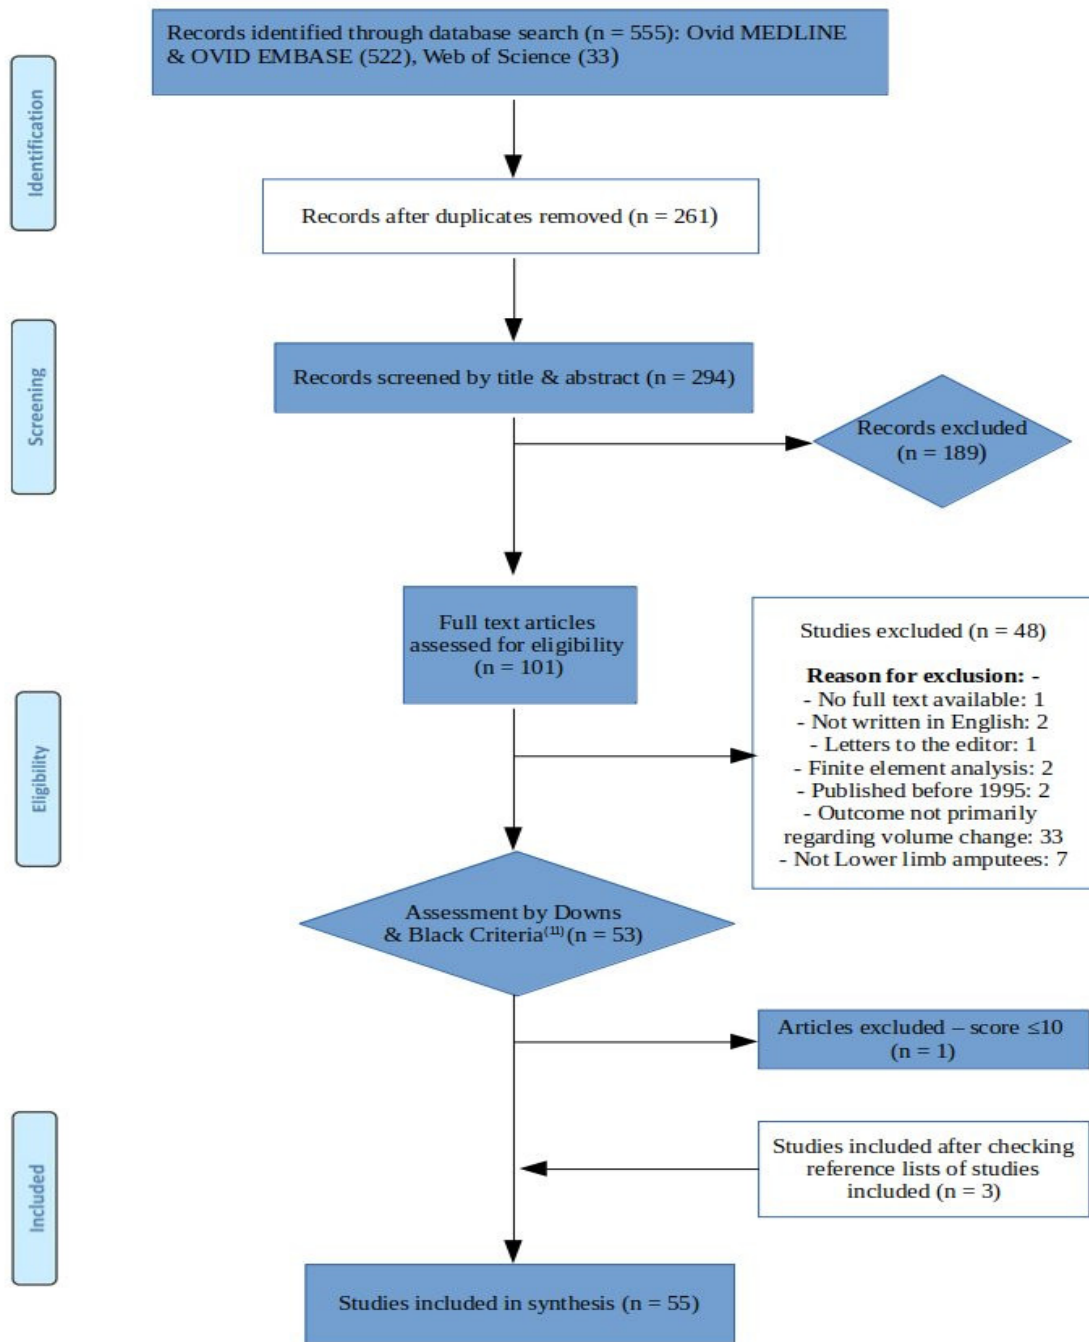 Records identified through database search (n = 555): Ovid MEDLINE
& OVID EMBASE (522), Web of Science (33)
Identification
Records after duplicates removed (n = 261)
Screening
Records screened by title & abstract (n = 294)
Records excluded
(n = 189)
Eligibility
Full text articles
assessed for eligibility
(n = 101)
Studies excluded (n = 48)
Reason for exclusion: -
- No full text available: 1
- Not written in English: 2
- Letters to the editor: 1
- Finite element analysis: 2
- Published before 1995: 2
- Outcome not primarily
regarding volume change: 33
- Not Lower limb amputees: 7
Assessment by Downs
& Black Criteria(11) (n = 53)
Articles excluded – score ≤10
(n = 1)
Included
Studies included after checking
reference lists of studies
included (n = 3)
Studies included in synthesis (n = 55)